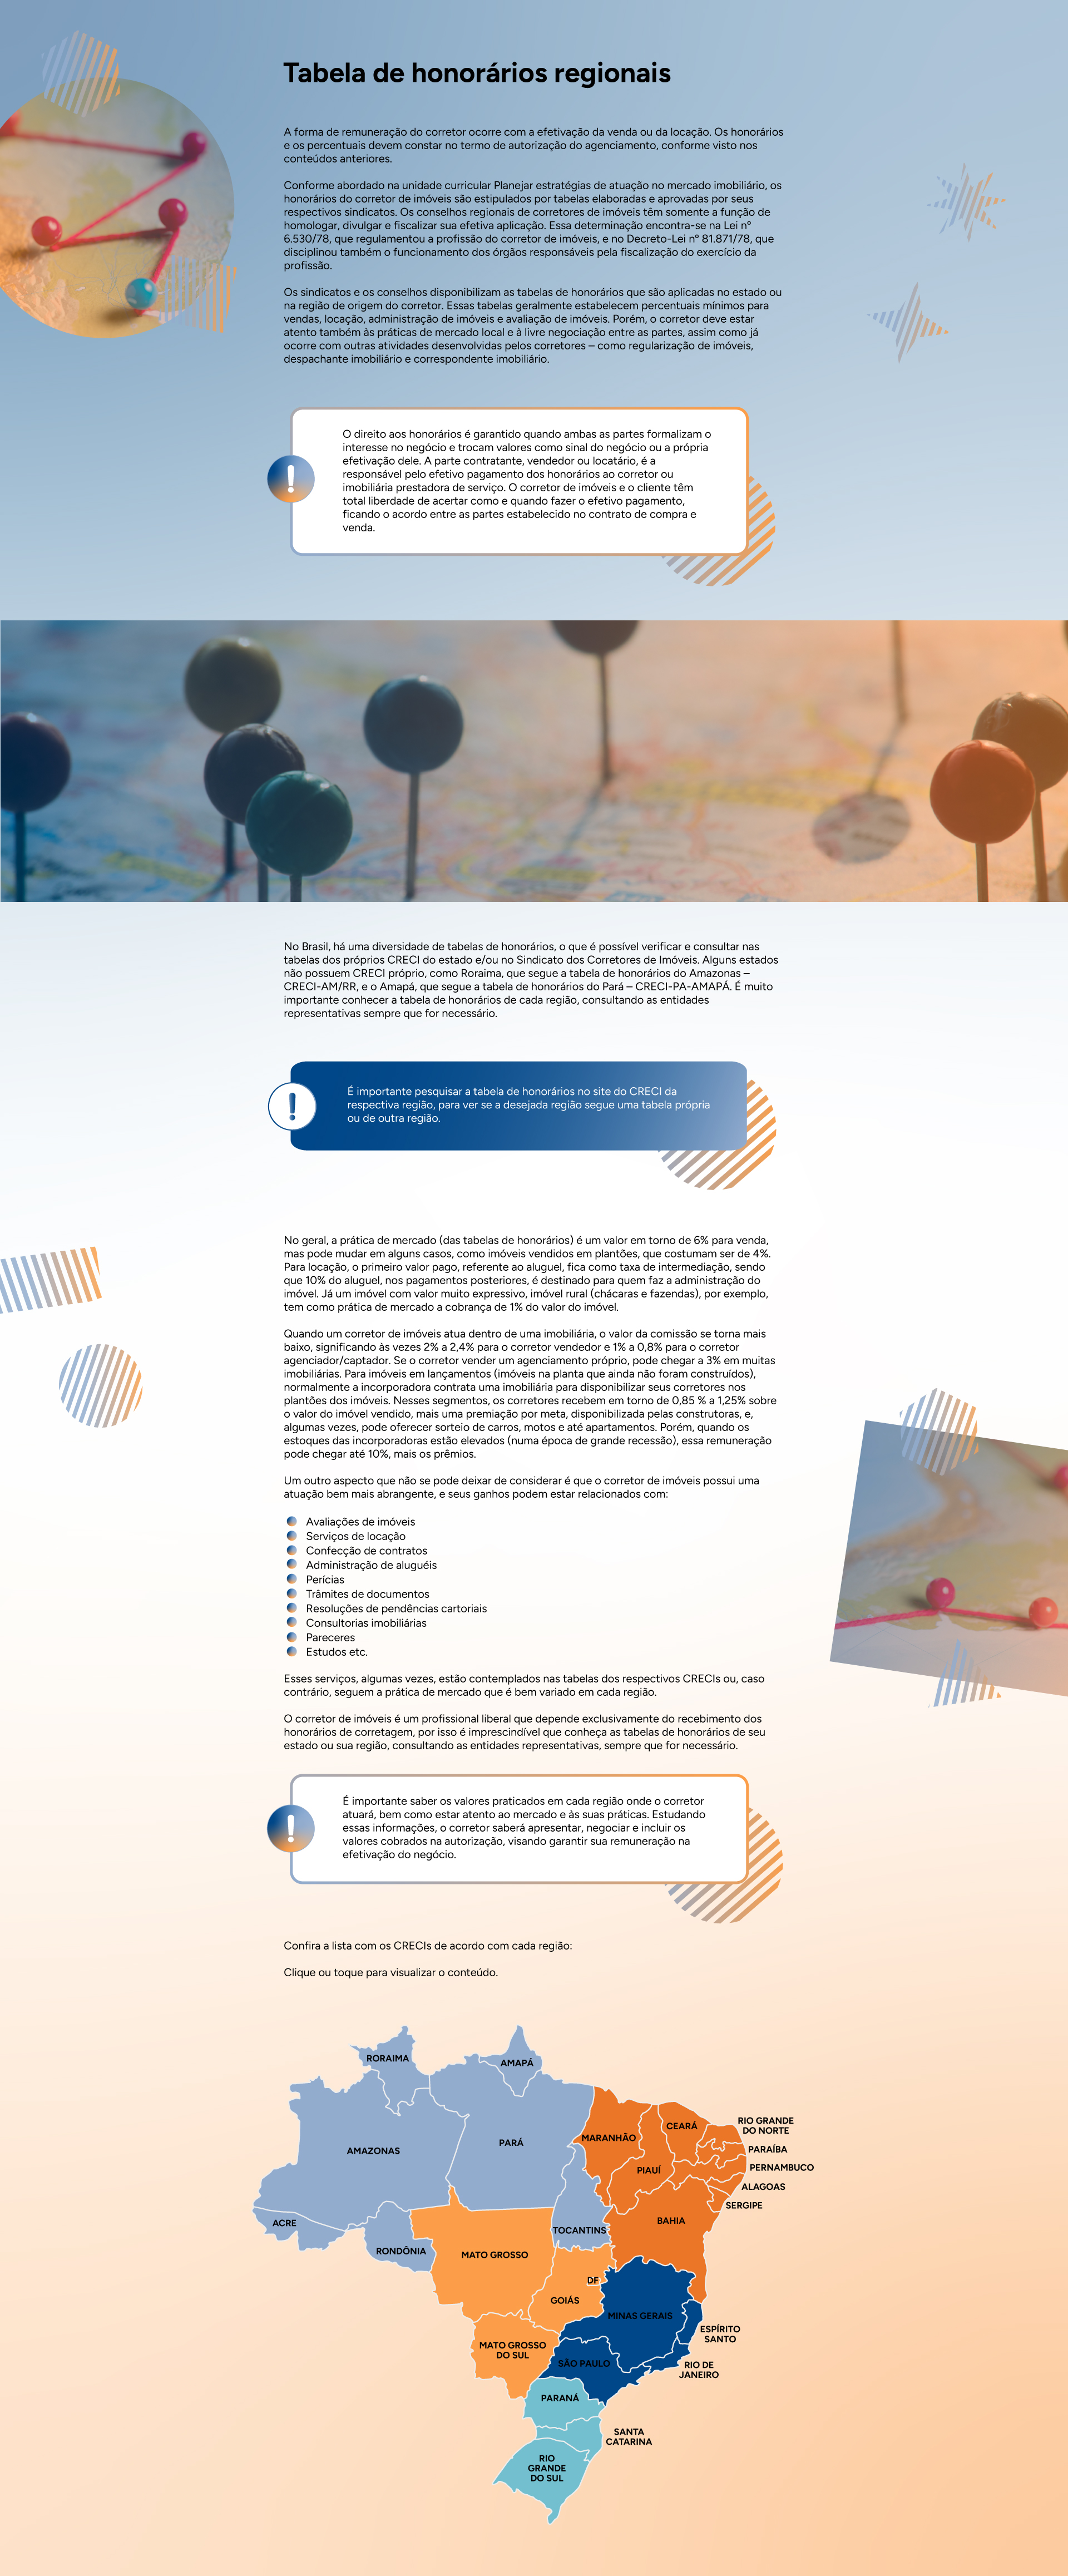 Tabela de honorários regionais
A forma de remuneração do corretor ocorre com a efetivação da venda ou da locação. Os honorários
e os percentuais devem constar no termo de autorização do agenciamento, conforme visto nos
conteúdos anteriores.
Conforme abordado na unidade curricular Planejar estratégias de atuação no mercado imobiliário, os
honorários do corretor de imóveis são estipulados por tabelas elaboradas e aprovadas por seus
respectivos sindicatos. Os conselhos regionais de corretores de imóveis têm somente a função de
homologar, divulgar e fiscalizar sua efetiva aplicação. Essa determinação encontra-se na Lei nº
6.530/78, que regulamentou a profissão do corretor de imóveis, e no Decreto-Lei nº 81.871/78, que
disciplinou também o funcionamento dos órgãos responsáveis pela fiscalização do exercício da
profissão.
Os sindicatos e os conselhos disponibilizam as tabelas de honorários que são aplicadas no estado ou
na região de origem do corretor. Essas tabelas geralmente estabelecem percentuais mínimos para
vendas, locação, administração de imóveis e avaliação de imóveis. Porém, o corretor deve estar
atento também às práticas de mercado local e à livre negociação entre as partes, assim como já
ocorre com outras atividades desenvolvidas pelos corretores – como regularização de imóveis,
despachante imobiliário e correspondente imobiliário.
O direito aos honorários é garantido quando ambas as partes formalizam o
interesse no negócio e trocam valores como sinal do negócio ou a própria
efetivação dele. A parte contratante, vendedor ou locatário, é a
responsável pelo efetivo pagamento dos honorários ao corretor ou
imobiliária prestadora de serviço. O corretor de imóveis e o cliente têm
total liberdade de acertar como e quando fazer o efetivo pagamento,
ficando o acordo entre as partes estabelecido no contrato de compra e
venda.
No Brasil, há uma diversidade de tabelas de honorários, o que é possível verificar e consultar nas
tabelas dos próprios CRECI do estado e/ou no Sindicato dos Corretores de Imóveis. Alguns estados
não possuem CRECI próprio, como Roraima, que segue a tabela de honorários do Amazonas –
CRECI-AM/RR, e o Amapá, que segue a tabela de honorários do Pará – CRECI-PA-AMAPÁ. É muito
importante conhecer a tabela de honorários de cada região, consultando as entidades
representativas sempre que for necessário.
É importante pesquisar a tabela de honorários no site do CRECI da
respectiva região, para ver se a desejada região segue uma tabela própria
ou de outra região.
No geral, a prática de mercado (das tabelas de honorários) é um valor em torno de 6% para venda,
mas pode mudar em alguns casos, como imóveis vendidos em plantões, que costumam ser de 4%.
Para locação, o primeiro valor pago, referente ao aluguel, fica como taxa de intermediação, sendo
que 10% do aluguel, nos pagamentos posteriores, é destinado para quem faz a administração do
imóvel. Já um imóvel com valor muito expressivo, imóvel rural (chácaras e fazendas), por exemplo,
tem como prática de mercado a cobrança de 1% do valor do imóvel.
Quando um corretor de imóveis atua dentro de uma imobiliária, o valor da comissão se torna mais
baixo, significando às vezes 2% a 2,4% para o corretor vendedor e 1% a 0,8% para o corretor
agenciador/captador. Se o corretor vender um agenciamento próprio, pode chegar a 3% em muitas
imobiliárias. Para imóveis em lançamentos (imóveis na planta que ainda não foram construídos),
normalmente a incorporadora contrata uma imobiliária para disponibilizar seus corretores nos
plantões dos imóveis. Nesses segmentos, os corretores recebem em torno de 0,85 % a 1,25% sobre
o valor do imóvel vendido, mais uma premiação por meta, disponibilizada pelas construtoras, e,
algumas vezes, pode oferecer sorteio de carros, motos e até apartamentos. Porém, quando os
estoques das incorporadoras estão elevados (numa época de grande recessão), essa remuneração
pode chegar até 10%, mais os prêmios.
Um outro aspecto que não se pode deixar de considerar é que o corretor de imóveis possui uma
atuação bem mais abrangente, e seus ganhos podem estar relacionados com:
Avaliações de imóveis
Serviços de locação
Confecção de contratos
Administração de aluguéis
Perícias
Trâmites de documentos
Resoluções de pendências cartoriais
Consultorias imobiliárias
Pareceres
Estudos etc.
Esses serviços, algumas vezes, estão contemplados nas tabelas dos respectivos CRECIs ou, caso
contrário, seguem a prática de mercado que é bem variado em cada região.
O corretor de imóveis é um profissional liberal que depende exclusivamente do recebimento dos
honorários de corretagem, por isso é imprescindível que conheça as tabelas de honorários de seu
estado ou sua região, consultando as entidades representativas, sempre que for necessário.
É importante saber os valores praticados em cada região onde o corretor
atuará, bem como estar atento ao mercado e às suas práticas. Estudando
essas informações, o corretor saberá apresentar, negociar e incluir os
valores cobrados na autorização, visando garantir sua remuneração na
efetivação do negócio.
Confira a lista com os CRECIs de acordo com cada região:
Clique ou toque para visualizar o conteúdo.
RORAIMA
AMAPÁ
AMAZONAS
PARÁ
MARANHÃO
CEARÁ
RIO GRANDE
DO NORTE
PARAÍBA
PIAUÍ
PERNAMBUCO
ALAGOAS
SERGIPE
ACRE
RONDÔNIA
TOCANTINS
BAHIA
MATO GROSSO
DF
GOIÁS
MINAS GERAIS
ESPÍRITO
SANTO
MATO GROSSO
DO SUL
SÃO PAULO
RIO DE
JANEIRO
PARANÁ
SANTA
CATARINA
RIO
GRANDE
DO SUL